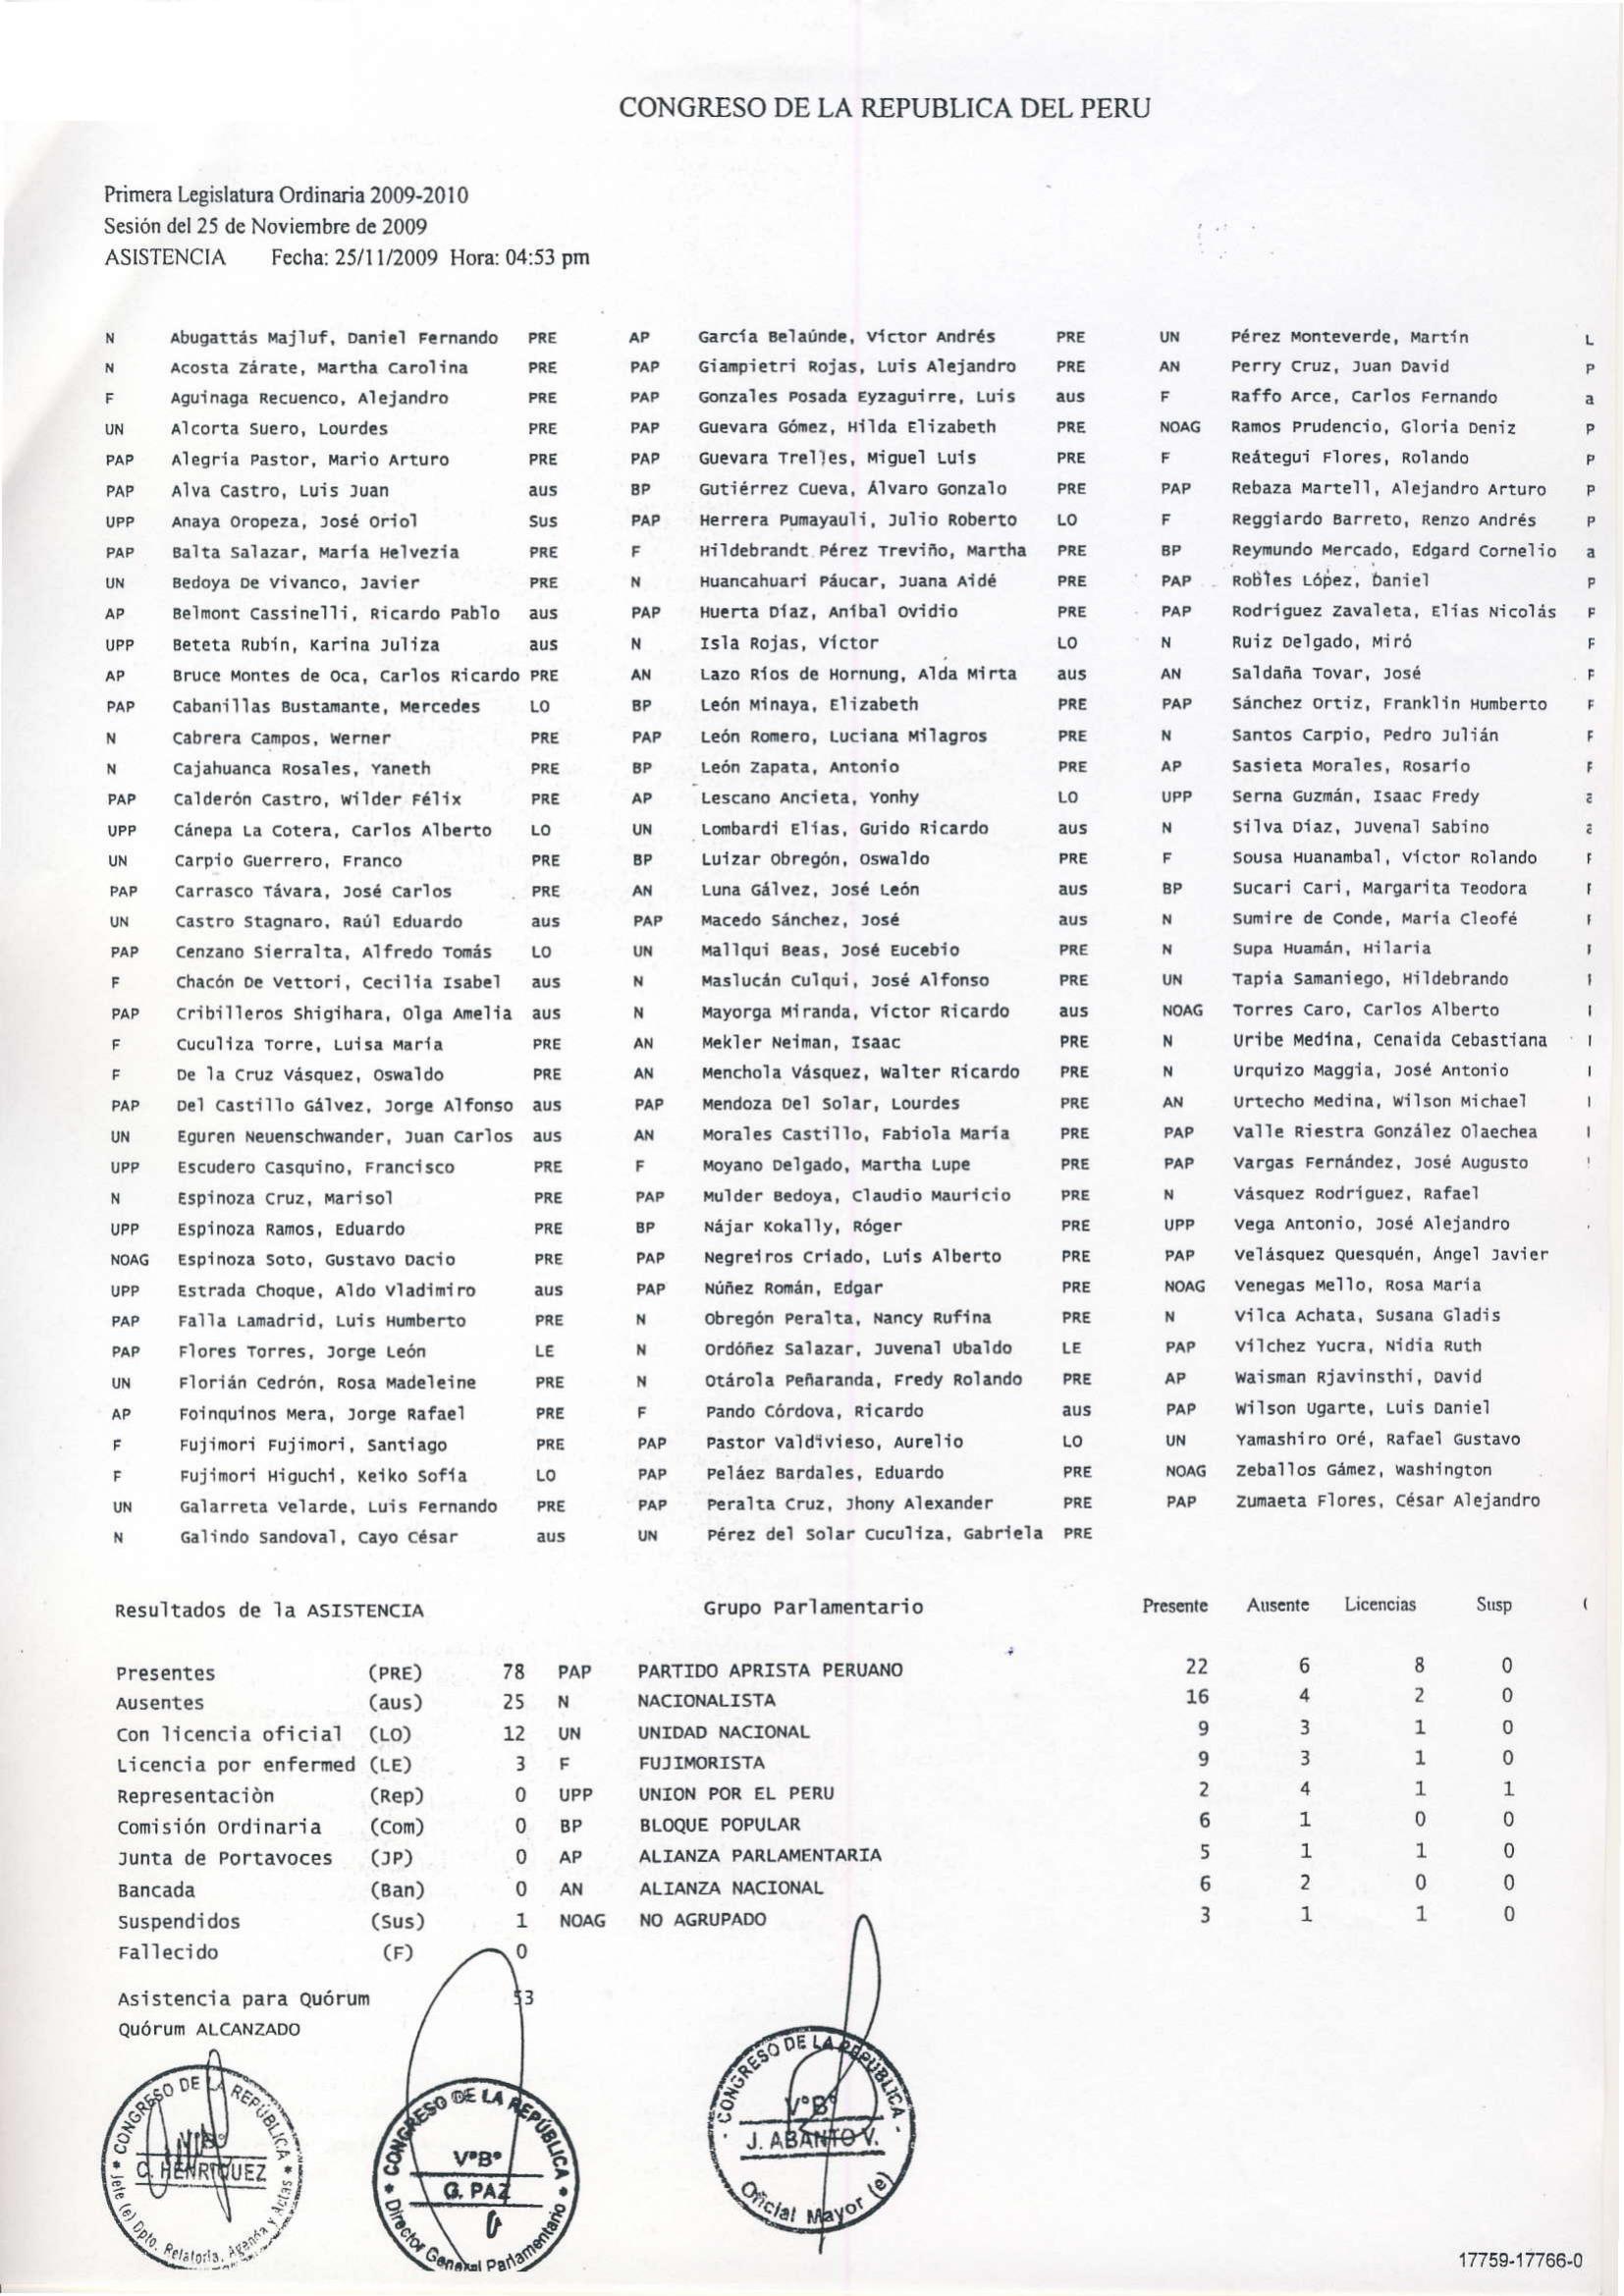 CONGRESO DE LA REPUBLICA DEL PERU
Primera Legislatura Ordinaria 2009-2010
Sesión del 25 de Noviembre de 2009
ASISTENCIA Fecha: 25/11/2009 Hora: 04:53 pm
N Abugattás Majluf, Daniel Fernando PRE AP García Belaúnde, Víctor Andrés PRE UN Pérez Monteverde, Martín L
N Acosta Zárate, Martha Carolina PRE PAP Giampietri Rojas, Luis Alejandro PRE AN Perry Cruz, Juan David P
F Aguinaga Recuenco, Alejandro PRE PAP Gonzales Posada Eyzaguirre, Luis aus F Raffo Arce, Carlos Fernando a
UN Alcorta Suero, Lourdes PRE PAP Guevara Gómez, Hilda Elizabeth PRE NOAG Ramos Prudencio, Gloria Deniz P
PAP Alegría Pastor, Mario Arturo PRE PAP Guevara Trelles, Miguel Luis PRE F Reátegui Flores, Rolando P
PAP Alva Castro, Luis Juan aus BP Gutiérrez Cueva, Álvaro Gonzalo PRE PAP Rebaza Martell, Alejandro Arturo P
UPP Anaya Oropeza, José Oriol Sus PAP Herrera Pumayauli, Julio Roberto LO F Reggiardo Barreto, Renzo Andrés P
PAP Balta Salazar, María Helvezia PRE F Hildebrandt Pérez Treviño, Martha PRE BP Reymundo Mercado, Edgard Cornelio a
UN Bedoya De Vivanco, Javier PRE N Huancahuari Páucar, Juana Aidé PRE PAP Robles López, Daniel P
AP Belmont Cassinelli, Ricardo Pablo aus PAP Huerta Díaz, Aníbal Ovidio PRE PAP Rodríguez Zavaleta, Elías Nicolás
UPP Beteta Rubín, Karina Juliza aus N Isla Rojas, Víctor LO N Ruiz Delgado, Miró
AP Bruce Montes de Oca, Carlos Ricardo PRE AN Lazo Ríos de Hornung, Alda Mirta aus AN Saldaña Tovar, José
PAP Cabanillas Bustamante, Mercedes LO BP León Minaya, Elizabeth PRE PAP Sánchez Ortiz, Franklin Humberto
N Cabrera Campos, Werner PRE PAP León Romero, Luciana Milagros PRE N Santos Carpio, Pedro Julián
N Cajahuanca Rosales, Yaneth PRE BP León Zapata, Antonio PRE AP Sasieta Morales, Rosario
PAP Calderón Castro, Wilder Félix PRE AP Lescano Ancieta, Yonhy LO UPP Serna Guzmán, Isaac Fredy
UPP Cánepa La Cotera, Carlos Alberto LO UN Lombardi Elías, Guido Ricardo aus N Silva Díaz, Juvenal Sabino
UN Carpio Guerrero, Franco PRE BP Luizar Obregón, Oswaldo PRE F Sousa Huanambal, Víctor Rolando
PAP Carrasco Távara, José Carlos PRE AN Luna Gálvez, José León aus BP Sucari Cari, Margarita Teodora
UN Castro Stagnaro, Raúl Eduardo aus PAP Macedo Sánchez, José aus N Sumire de Conde, María Cleofé
PAP Cenzano Sierralta, Alfredo Tomás LO UN Mallqui Beas, José Eucebio PRE N Supa Huamán, Hilaria
F Chacón De Vettori, Cecilia Isabel aus N Maslucán Culqui, José Alfonso PRE UN Tapia Samaniego, Hildebrando
PAP Cribilleros Shigihara, Olga Amelia aus N Mayorga Miranda, Víctor Ricardo aus NOAG Torres Caro, Carlos Alberto
F Cuculiza Torre, Luisa María PRE AN Mekler Neiman, Isaac PRE N Uribe Medina, Cenaida Cebastiana
F De la Cruz Vásquez, Oswaldo PRE AN Menchola Vásquez, Walter Ricardo PRE N Urquizo Maggia, José Antonio
PAP Del Castillo Gálvez, Jorge Alfonso aus PAP Mendoza Del Solar, Lourdes PRE AN Urtecho Medina, Wilson Michael
UN Eguren Neuenschwander, Juan Carlos aus AN Morales Castillo, Fabiola María PRE PAP Valle Riestra González Olaechea
UPP Escudero Casquino, Francisco PRE F Moyano Delgado, Martha Lupe PRE PAP Vargas Fernández, José Augusto
N Espinoza Cruz, Marisol PRE PAP Mulder Bedoya, Claudio Mauricio PRE N Vásquez Rodríguez, Rafael
UPP Espinoza Ramos, Eduardo PRE BP Nájar Kokally, Róger PRE UPP Vega Antonio, José Alejandro
NOAG Espinoza Soto, Gustavo Dacio PRE PAP Negreiros Criado, Luis Alberto PRE PAP Velásquez Quesquén, Ángel Javier
UPP Estrada Choque, Aldo Vladimiro aus PAP Núñez Román, Edgar PRE NOAG Venegas Mello, Rosa María
PAP Falla Lamadrid, Luis Humberto PRE N Obregón Peralta, Nancy Rufina PRE N Vilca Achata, Susana Gladis
PAP Flores Torres, Jorge León LE N Ordóñez Salazar, Juvenal Ubaldo LE PAP Vílchez Yucra, Nidia Ruth
UN Florián Cedrón, Rosa Madeleine PRE N Otárola Peñaranda, Fredy Rolando PRE AP Waisman Rjavinsthi, David
AP Foinquinos Mera, Jorge Rafael PRE F Pando Córdova, Ricardo aus PAP Wilson Ugarte, Luis Daniel
F Fujimori Fujimori, Santiago PRE PAP Pastor Valdivieso, Aurelio LO UN Yamashiro Oré, Rafael Gustavo
F Fujimori Higuchi, Keiko Sofía LO PAP Peláez Bardales, Eduardo PRE NOAG Zeballos Gámez, Washington
UN Galarreta Velarde, Luis Fernando PRE PAP Peralta Cruz, Jhony Alexander PRE PAP Zumaeta Flores, César Alejandro
N Galindo Sandoval, Cayo César aus UN Pérez del Solar Cuculiza, Gabriela PRE
Resultados de la ASISTENCIA Grupo Parlamentario Presente Ausente Licencias Susp
Presentes (PRE) 78 PAP PARTIDO APRISTA PERUANO 22 6 8 0
Ausentes (aus) 25 N NACIONALISTA 16 4 2 0
Con licencia oficial (LO) 12 UN UNIDAD NACIONAL 9 3 1 0
Licencia por enfermed (LE) 3 F FUJIMORISTA 9 3 1 0
Representaciòn (Rep) 0 UPP UNION POR EL PERU 2 4 1 1
Comisión Ordinaria (Com) 0 BP BLOQUE POPULAR 6 1 0 0
Junta de Portavoces (JP) 0 AP ALIANZA PARLAMENTARIA 5 1 1 0
Bancada (Ban) 0 AN ALIANZA NACIONAL 6 2 0 0
Suspendidos (Sus) 1 NOAG NO AGRUPADO 3 1 1 0
Fallecido (F) 0
Asistencia para Quórum 53
Quórum ALCANZADO
CONGRESO DE LA REPÚBLICA
V°B°
C. HENRIQUEZ
Jefe (e) Dpto. Relatoría, Agenda y Actas
CONGRESO DE LA REPÚBLICA
V°B°
G. PAZ
Director General Parlamentario
CONGRESO DE LA REPÚBLICA
V°B°
J. ABANTO V.
Oficial Mayor (e)
17759-17766-0